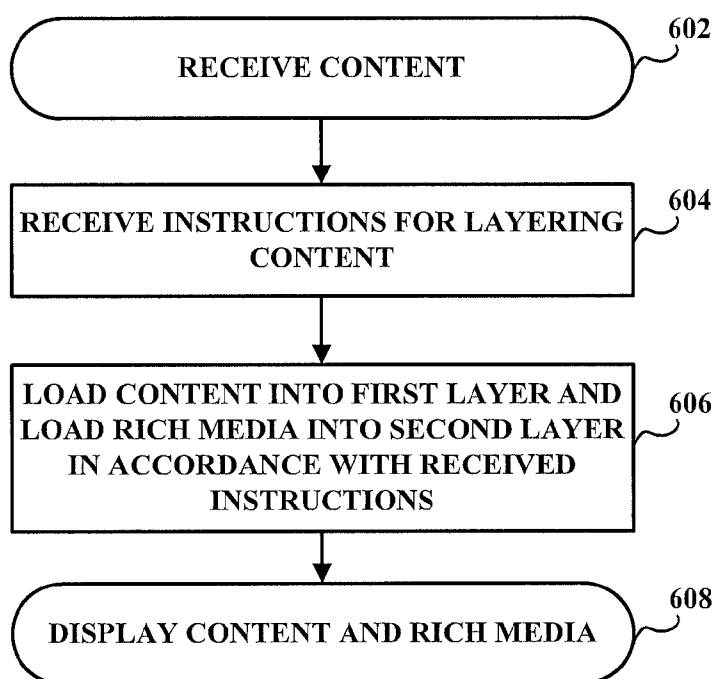 602
RECEIVE CONTENT
604
RECEIVE INSTRUCTIONS FOR LAYERING
CONTENT
606
LOAD CONTENT INTO FIRST LAYER AND
LOAD RICH MEDIA INTO SECOND LAYER
IN ACCORDANCE WITH RECEIVED
INSTRUCTIONS
608
DISPLAY CONTENT AND RICH MEDIA